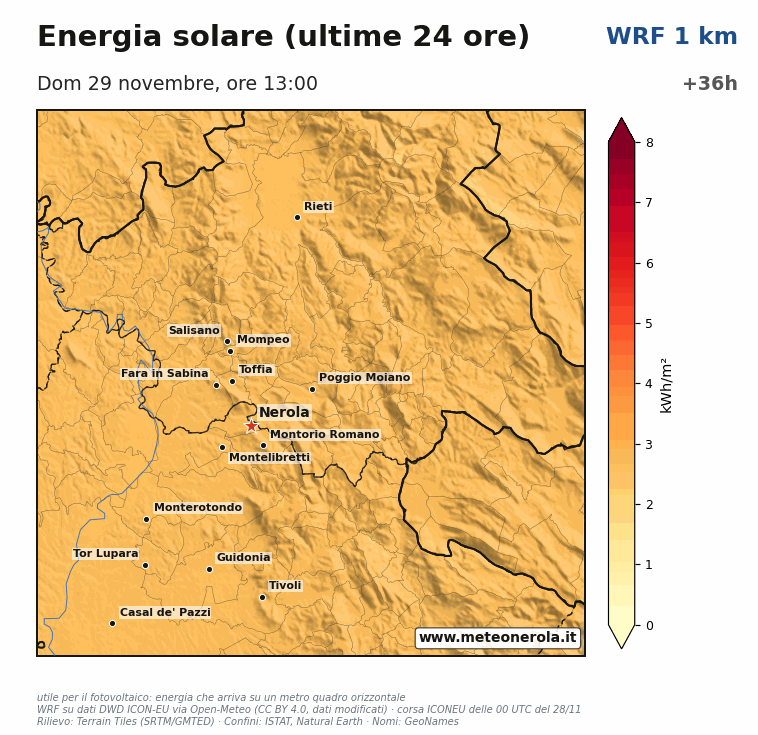 Energia solare (ultime 24 ore)
WRF 1 km
Dom 29 novembre, ore 13:00
+36h
Rieti
Salisano
Mompeo
Toffia
Fara in Sabina
Poggio Moiano
Nerola
Montorio Romano
Montelibretti
Monterotondo
Tor Lupara
Guidonia
Tivoli
Casal de' Pazzi
www.meteonerola.it
8
7
6
5
4
3
2
1
0
kWh/m²
utile per il fotovoltaico: energia che arriva su un metro quadro orizzontale
WRF su dati DWD ICON-EU via Open-Meteo (CC BY 4.0, dati modificati) · corsa ICONEU delle 00 UTC del 28/11
Rilievo: Terrain Tiles (SRTM/GMTED) · Confini: ISTAT, Natural Earth · Nomi: GeoNames